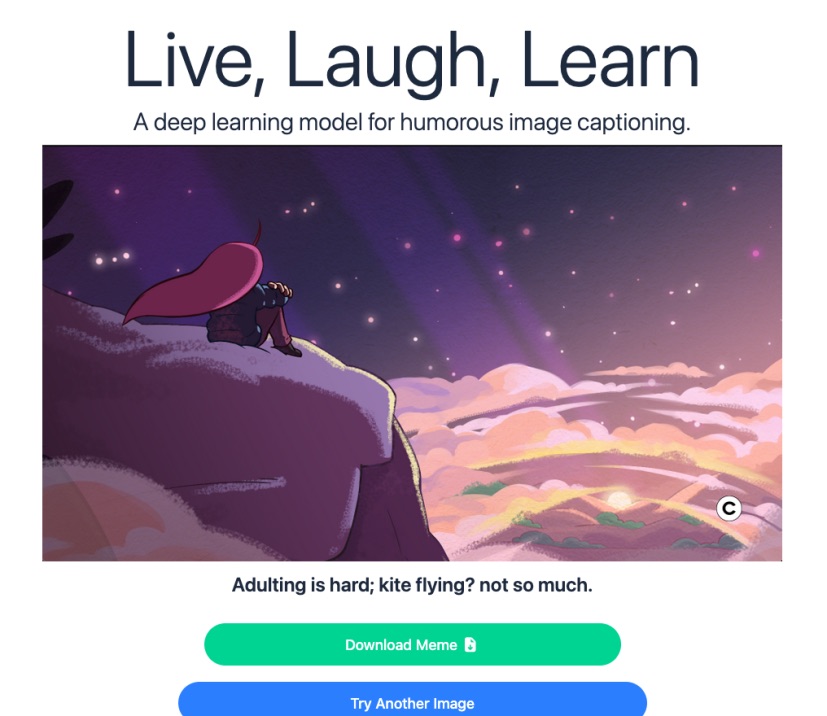 Live, Laugh, Learn
A deep learning model for humorous image captioning.
C
Adulting is hard; kite flying? not so much.
Download Meme
Try Another Image